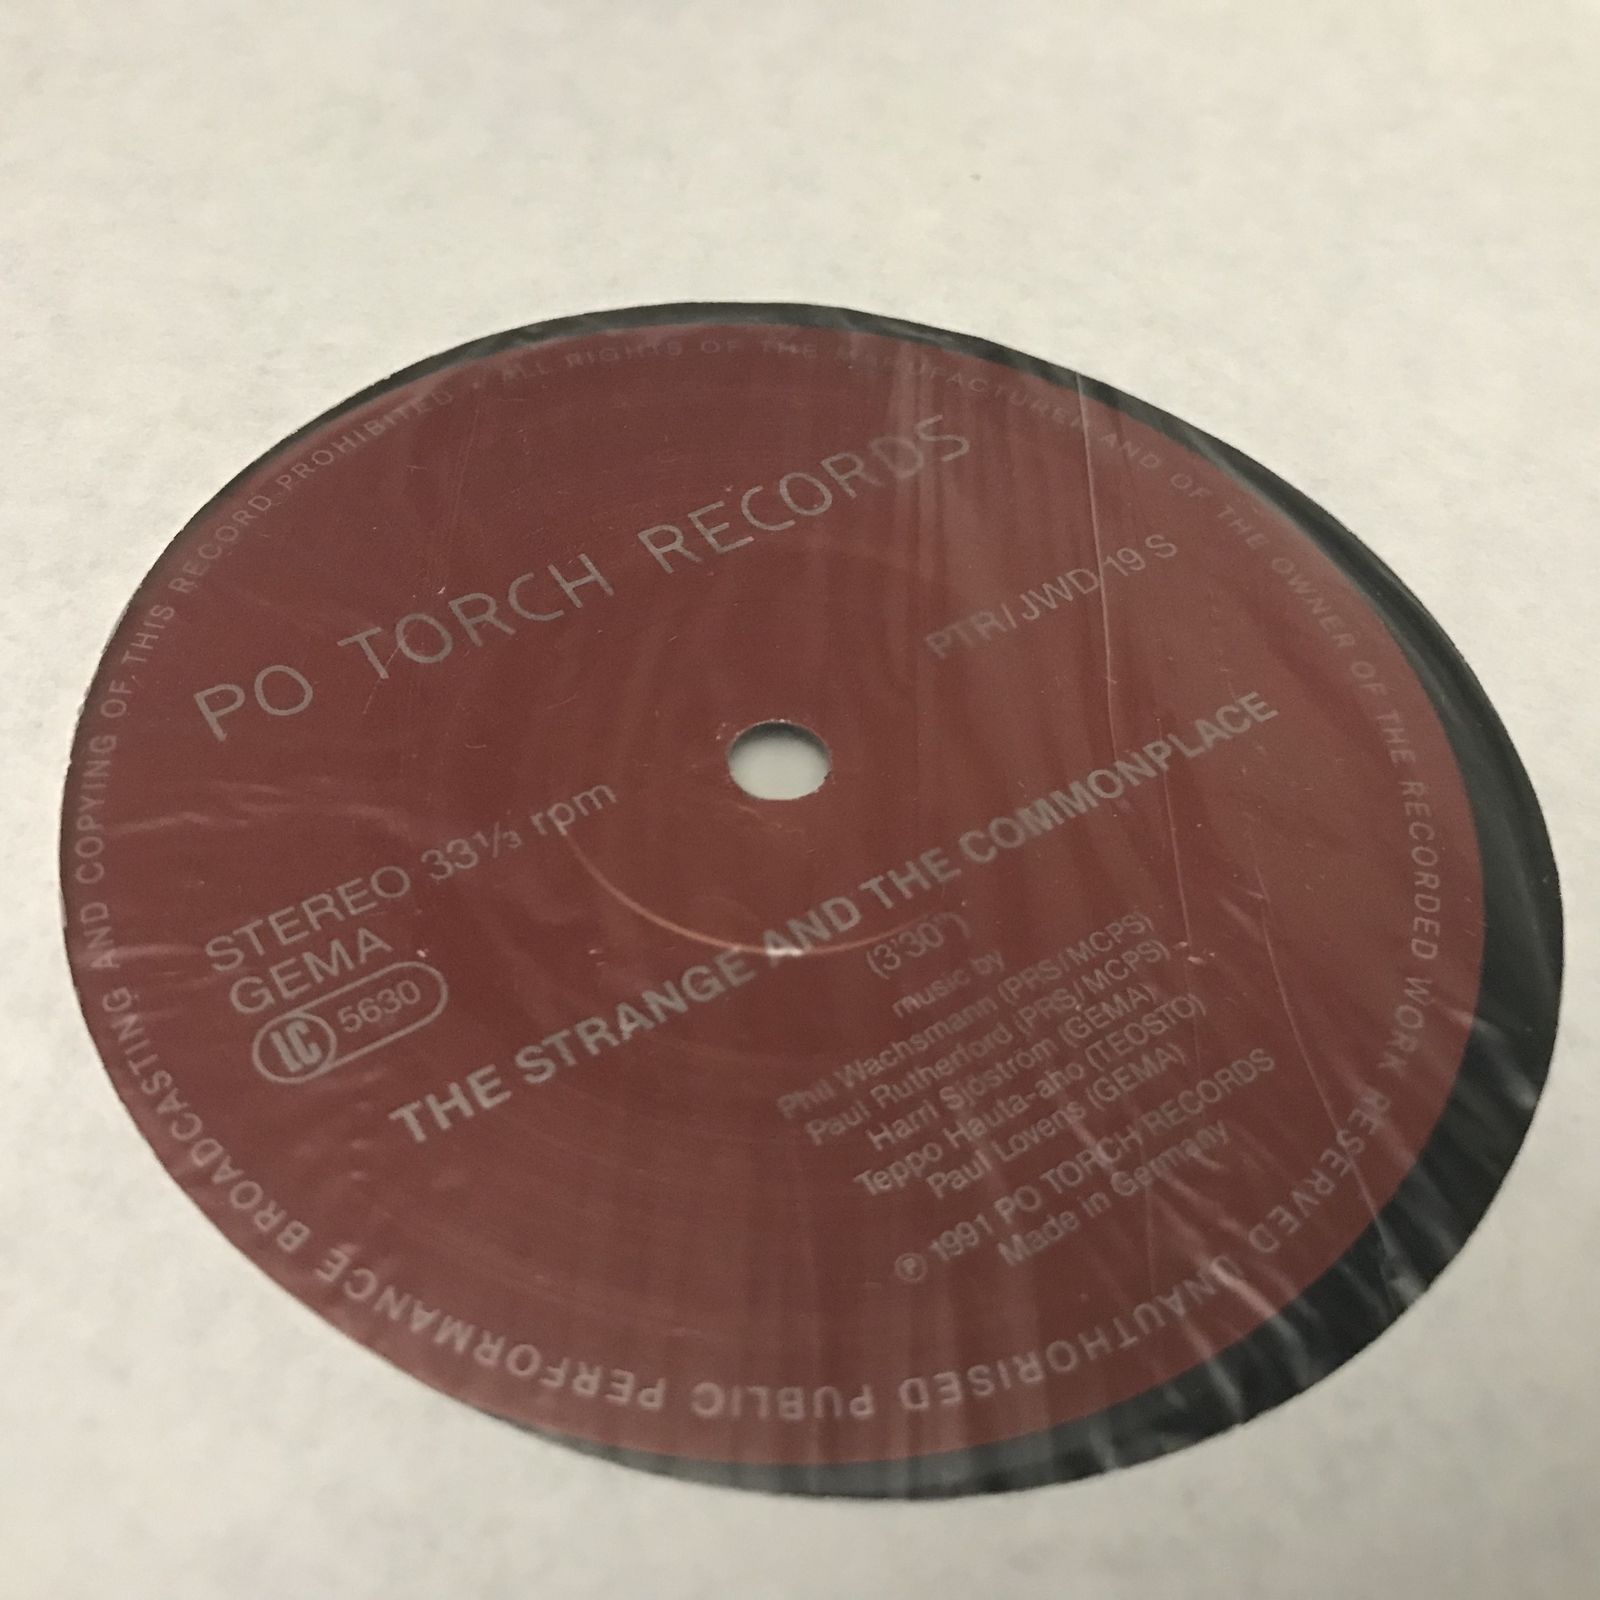 PO TORCH RECORDS
PTR/JWD 19 S
STEREO 33⅓ rpm
GEMA
LC 5630
THE STRANGE AND THE COMMONPLACE
(3'30")
music by
Phil Wachsmann (PRS/MCPS)
Paul Rutherford (PRS/MCPS)
Harri Sjöström (GEMA)
Teppo Hauta-aho (TEOSTO)
Paul Lovens (GEMA)
℗ 1991 PO TORCH RECORDS
Made in Germany
ALL RIGHTS OF THE MANUFACTURER AND OF THE OWNER OF THE RECORDED WORK RESERVED UNAUTHORISED PUBLIC PERFORMANCE BROADCASTING AND COPYING OF THIS RECORD PROHIBITED